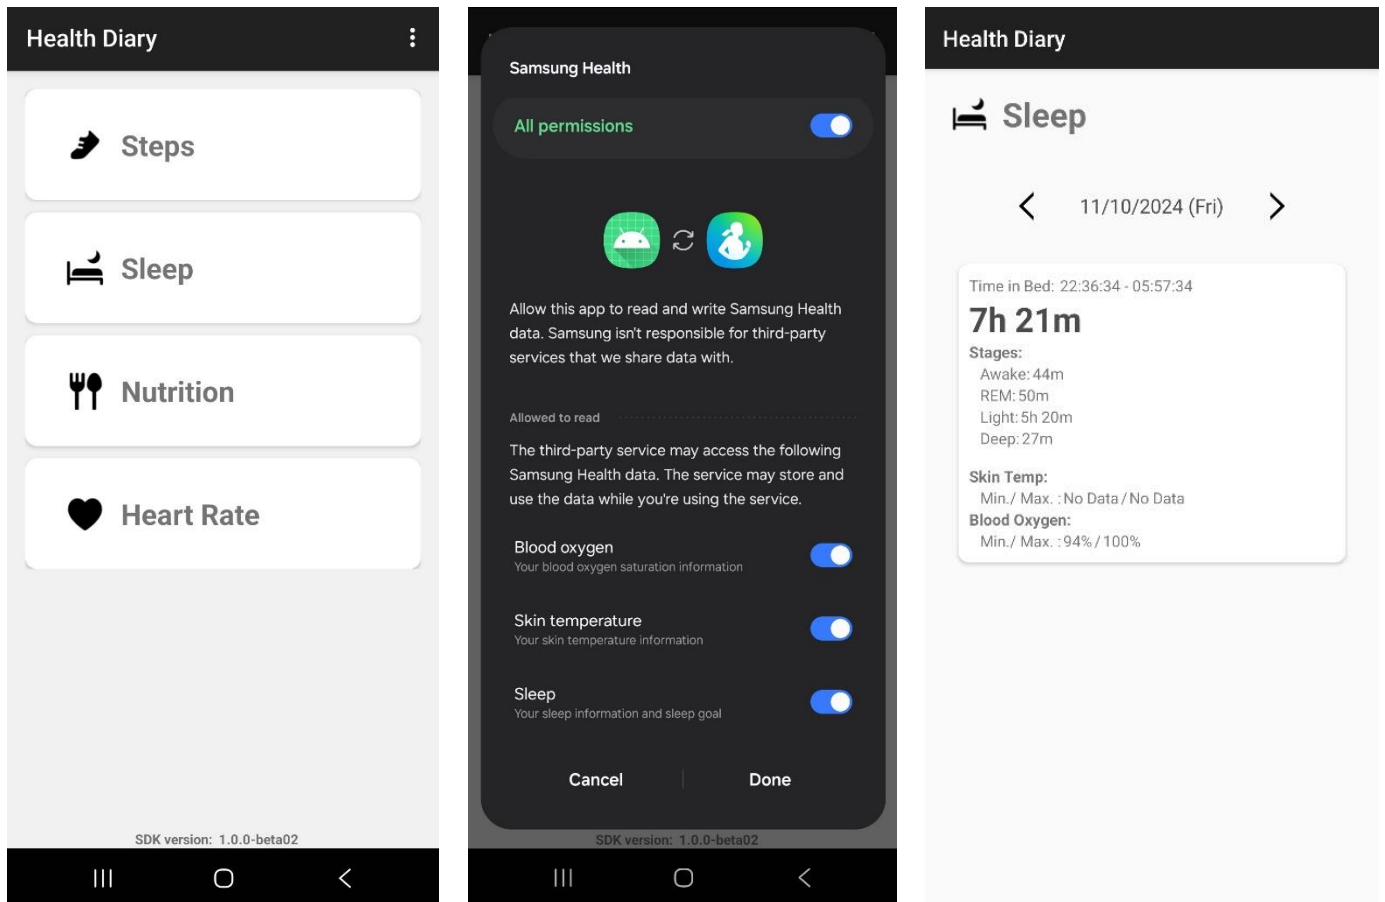 Health Diary
Steps
Sleep
Nutrition
Heart Rate
SDK version: 1.0.0-beta02
Samsung Health
All permissions
Allow this app to read and write Samsung Health
data. Samsung isn't responsible for third-party
services that we share data with.
Allowed to read
The third-party service may access the following
Samsung Health data. The service may store and
use the data while you're using the service.
Blood oxygen
Your blood oxygen saturation information
Skin temperature
Your skin temperature information
Sleep
Your sleep information and sleep goal
Cancel
Done
SDK version: 1.0.0-beta02
Health Diary
Sleep
11/10/2024 (Fri)
Time in Bed: 22:36:34 - 05:57:34
7h 21m
Stages:
Awake: 44m
REM: 50m
Light: 5h 20m
Deep: 27m
Skin Temp:
Min./ Max. : No Data / No Data
Blood Oxygen:
Min./ Max. : 94% / 100%